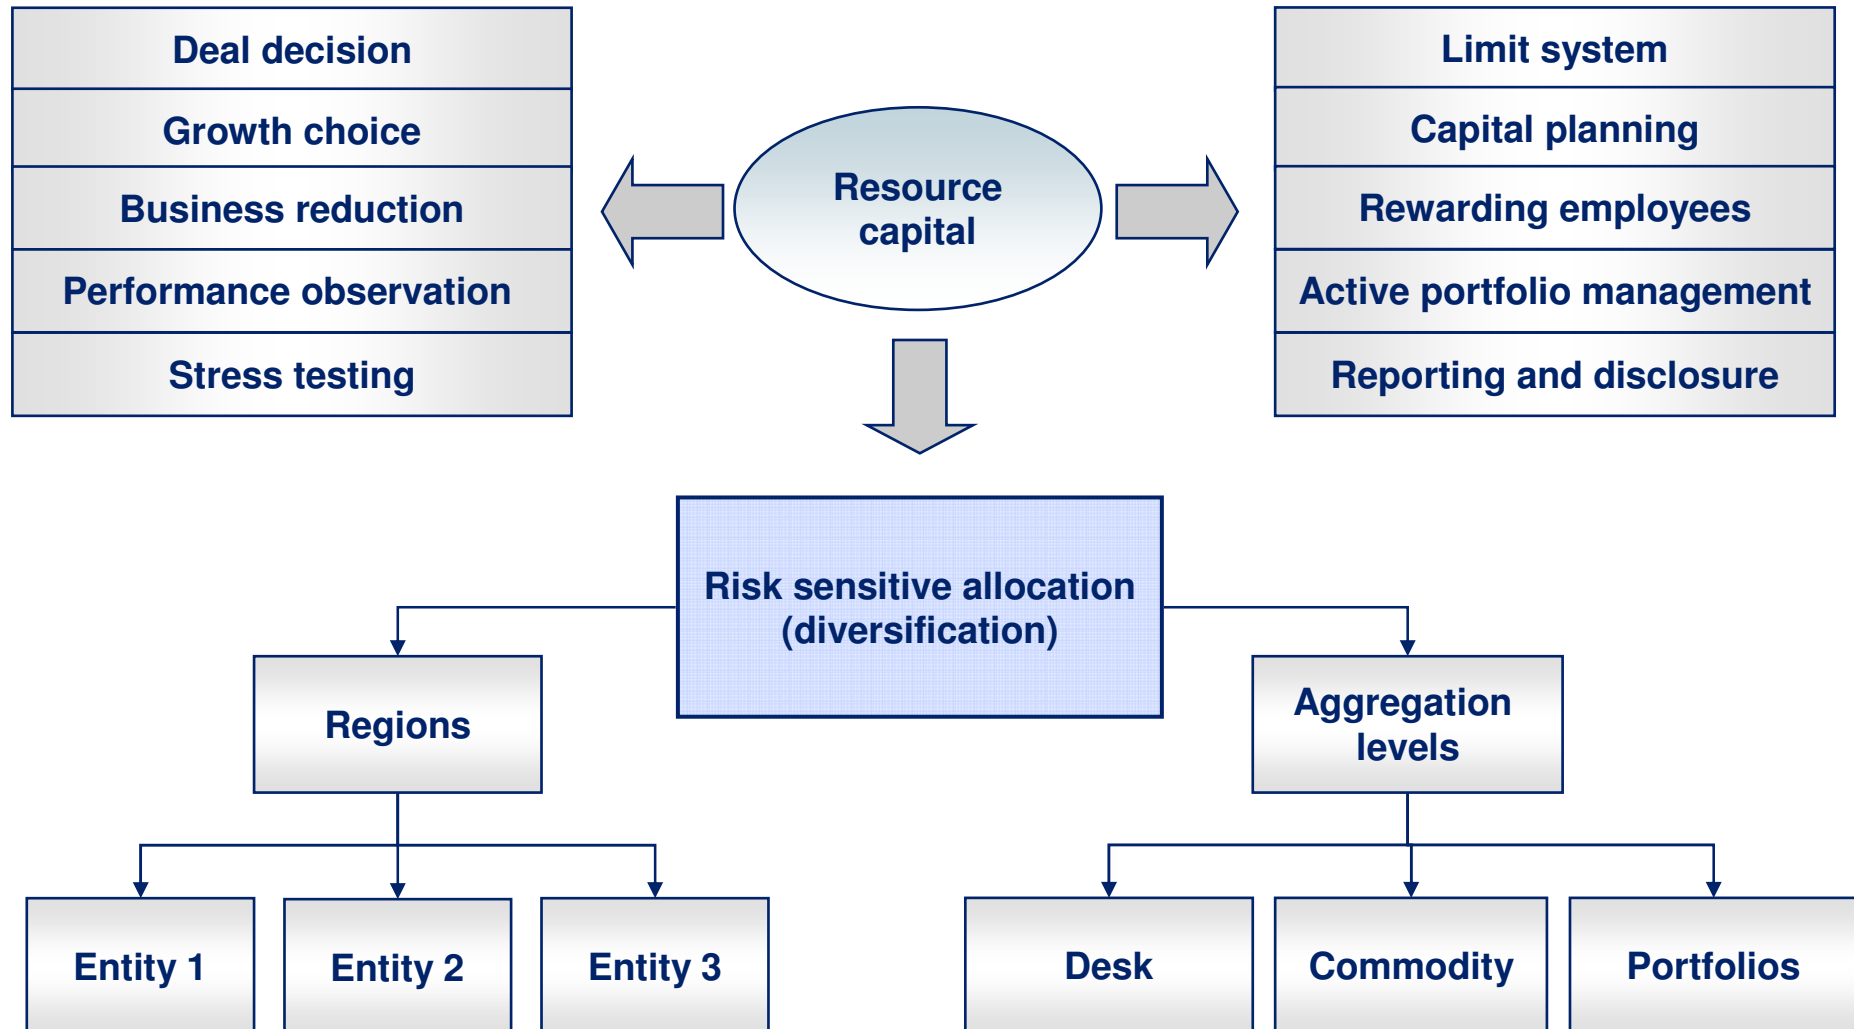 Deal decision
Growth choice
Business reduction
Performance observation
Stress testing
Resource
capital
Limit system
Capital planning
Rewarding employees
Active portfolio management
Reporting and disclosure
Risk sensitive allocation
(diversification)
Regions
Aggregation
levels
Entity 1
Entity 2
Entity 3
Desk
Commodity
Portfolios